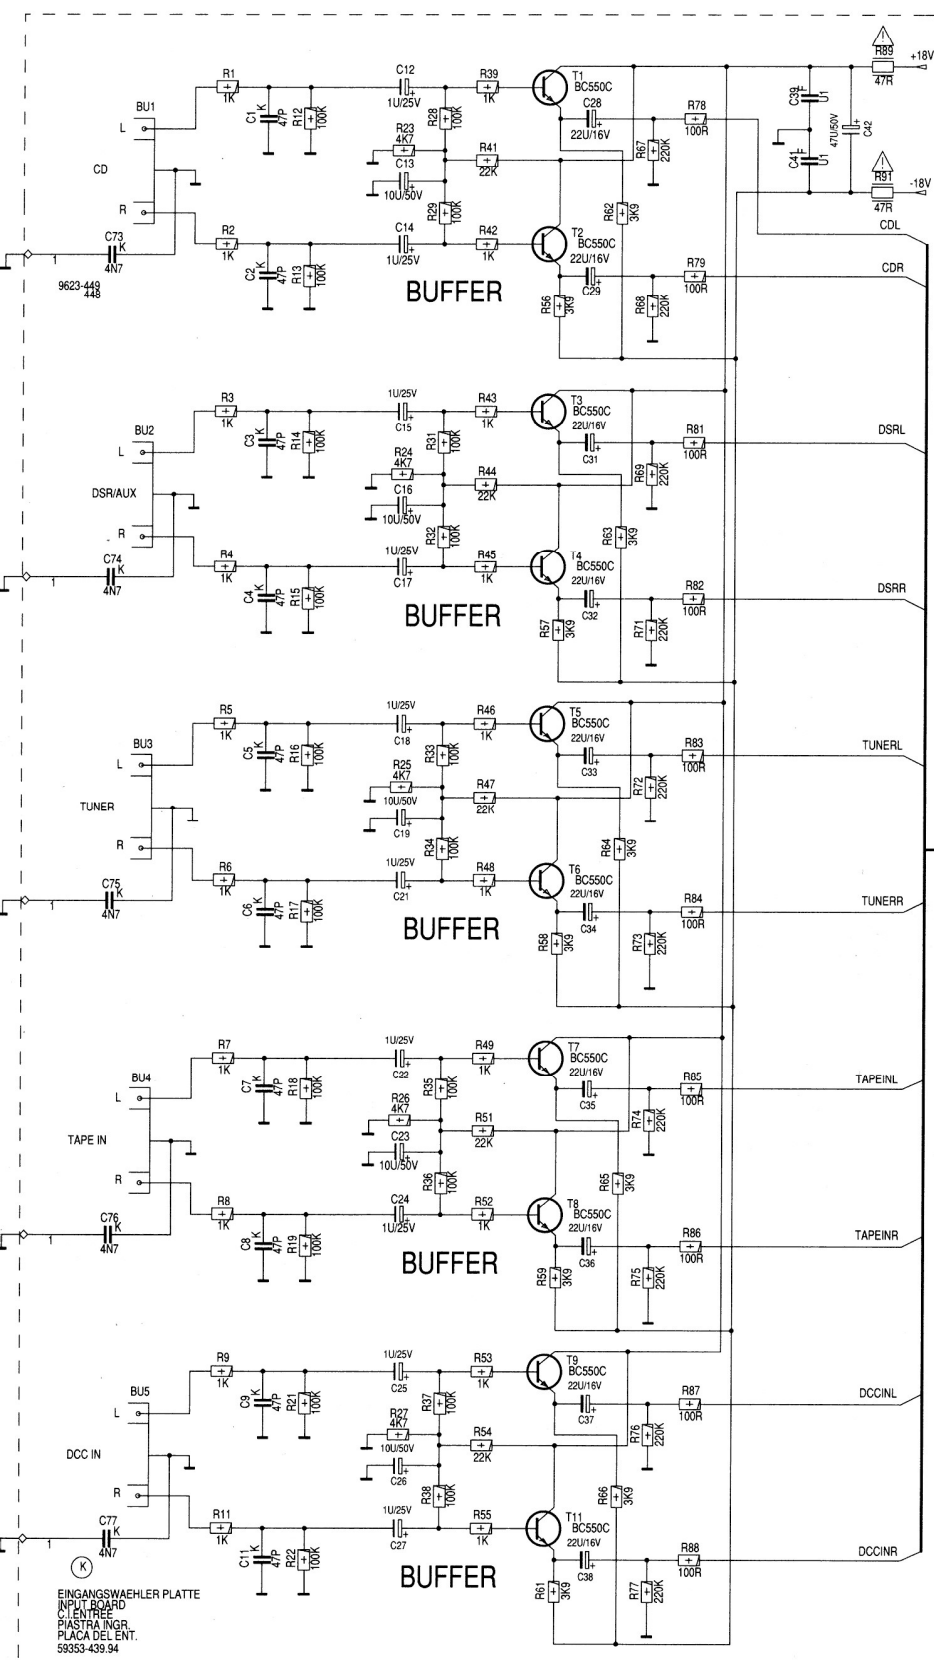 R89
47R
+18V
C39
U1
C41
U1
47U/50V
C42
R91
47R
-18V
BU1
L
CD
R
C73
K
4N7
1
9623-449
448
R1
1K
C1
K
47P
R12
100K
C12
1U/25V
R28
100K
R23
4K7
C13
10U/50V
R41
22K
R29
100K
R39
1K
T1
BC550C
C28
22U/16V
R67
220K
R78
100R
CDL
R62
3K9
R2
1K
C2
K
47P
R13
100K
C14
1U/25V
R42
1K
T2
BC550C
22U/16V
C29
R56
3K9
R68
220K
R79
100R
CDR
BUFFER
BU2
L
DSR/AUX
R
C74
K
4N7
1
R3
1K
C3
K
47P
R14
100K
1U/25V
C15
R31
100K
R24
4K7
C16
10U/50V
R44
22K
R32
100K
R43
1K
T3
BC550C
22U/16V
C31
R69
220K
R81
100R
DSRL
R63
3K9
R4
1K
C4
K
47P
R15
100K
1U/25V
C17
R45
1K
T4
BC550C
22U/16V
C32
R57
3K9
R71
220K
R82
100R
DSRR
BUFFER
BU3
L
TUNER
R
C75
K
4N7
1
R5
1K
C5
K
47P
R16
100K
1U/25V
C18
R33
100K
R25
4K7
10U/50V
C19
R47
22K
R34
100K
R46
1K
T5
BC550C
22U/16V
C33
R72
220K
R83
100R
TUNERL
R64
3K9
R6
1K
C6
K
47P
R17
100K
1U/25V
C21
R48
1K
T6
BC550C
22U/16V
C34
R58
3K9
R73
220K
R84
100R
TUNERR
BUFFER
BU4
L
TAPE IN
R
C76
K
4N7
1
R7
1K
C7
K
47P
R18
100K
1U/25V
C22
R35
100K
R26
4K7
C23
10U/50V
R51
22K
R36
100K
R49
1K
T7
BC550C
22U/16V
C35
R74
220K
R85
100R
TAPEINL
R65
3K9
R8
1K
C8
K
47P
R19
100K
C24
1U/25V
R52
1K
T8
BC550C
22U/16V
C36
R59
3K9
R75
220K
R86
100R
TAPEINR
BUFFER
BU5
L
DCC IN
R
C77
K
4N7
1
R9
1K
C9
K
47P
R21
100K
1U/25V
C25
R37
100K
R27
4K7
10U/50V
C26
R54
22K
R38
100K
R53
1K
T9
BC550C
22U/16V
C37
R76
220K
R87
100R
DCCINL
R66
3K9
R11
1K
C11
K
47P
R22
100K
1U/25V
C27
R55
1K
T11
BC550C
22U/16V
C38
R61
3K9
R77
220K
R88
100R
DCCINR
BUFFER
K
EINGANGSWAEHLER PLATTE
INPUT BOARD
C.I.ENTREE
PIASTRA INGR.
PLACA DEL ENT.
59353-439.94